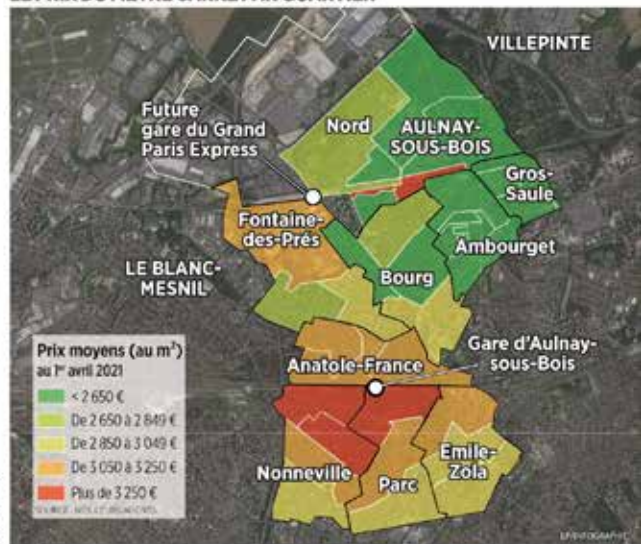 VILLEPINTE
Future
gare du Grand
Paris Express
Nord
AULNAY-
SOUS-BOIS
Gros-
Saule
Fontaine-
des-Prés
Ambourget
LE BLANC-
MESNIL
Bourg
Gare d'Aulnay-
sous-Bois
Anatole-France
Prix moyens (au m²)
au 1er avril 2021
< 2 650 €
De 2 650 à 2 849 €
De 2 850 à 3 049 €
De 3 050 à 3 250 €
Plus de 3 250 €
Nonneville
Parc
Emile-
Zola